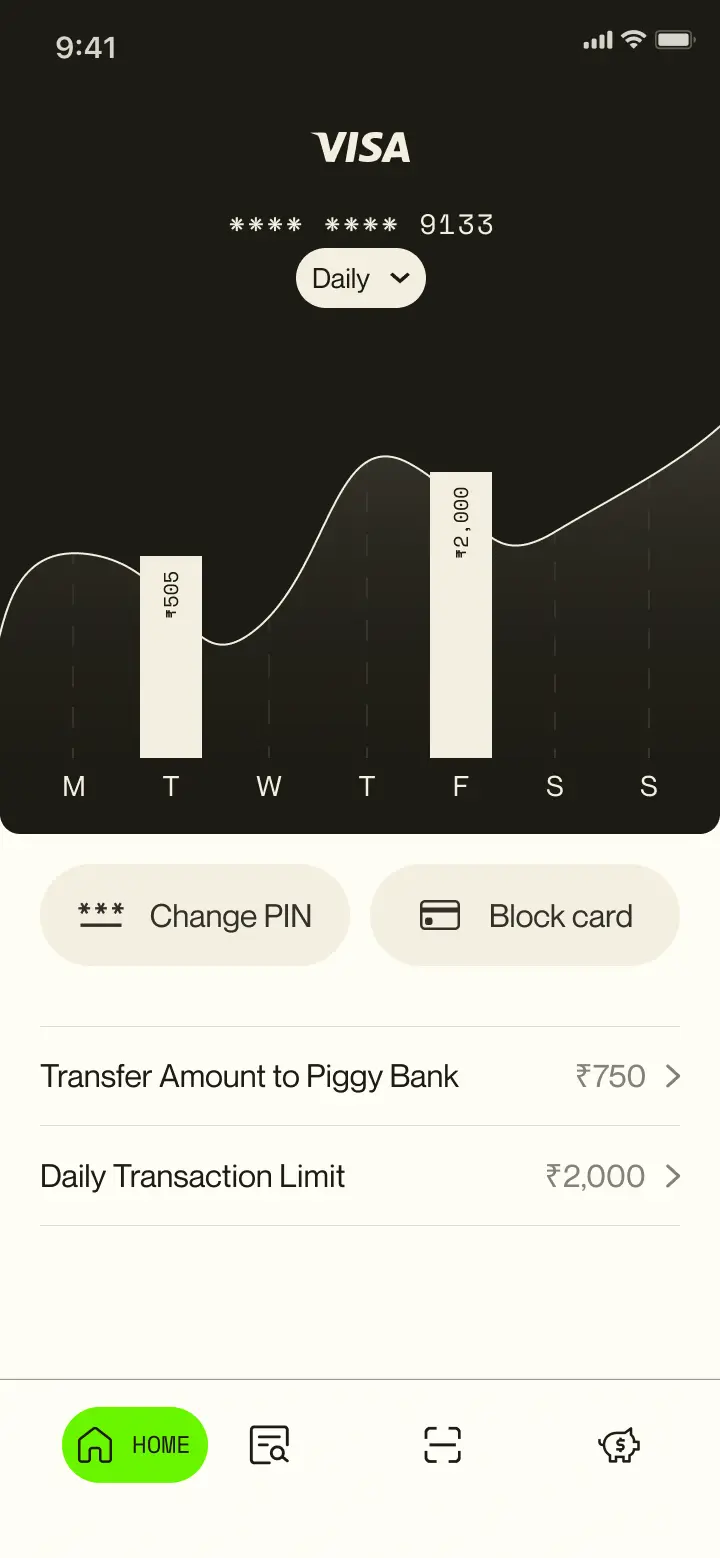 9:41
VISA
**** **** 9133
Daily
₹505
₹2,000
M T W T F S S
*** Change PIN
Block card
Transfer Amount to Piggy Bank ₹750
Daily Transaction Limit ₹2,000
HOME
$